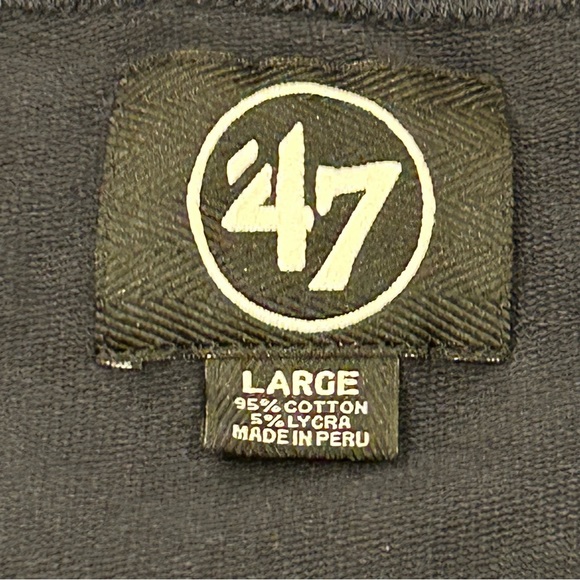 '47
LARGE
95% COTTON
5% LYCRA
MADE IN PERU